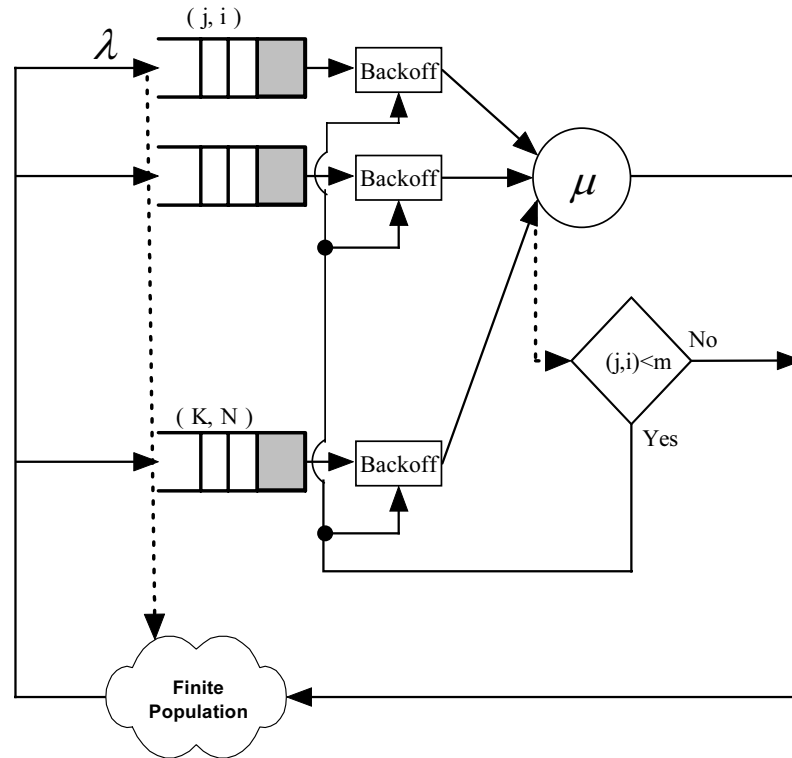 ( j, i )
λ
Backoff
Backoff
μ
(j,i)<m
No
Yes
( K, N )
Backoff
Finite
Population